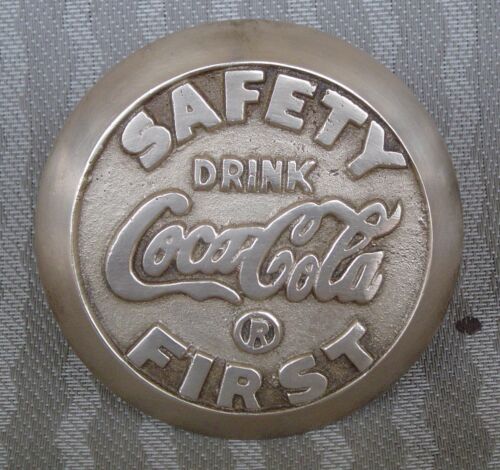 SAFETY
DRINK
Coca-Cola
®
FIRST